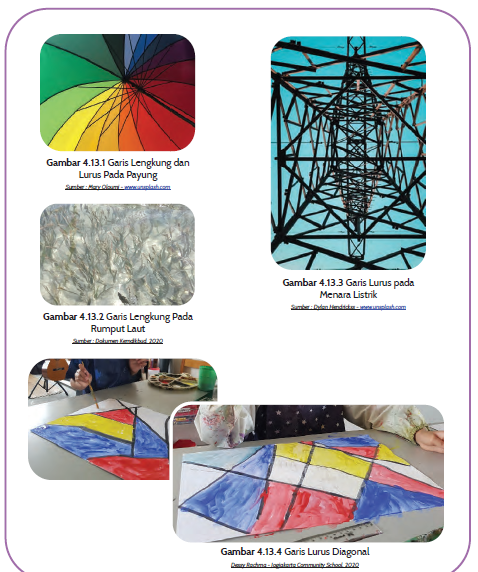 Gambar 4.13.1 Garis Lengkung dan
Lurus Pada Payung
Sumber : Mary Olaumi - www.unsplash.com
Gambar 4.13.2 Garis Lengkung Pada
Rumput Laut
Sumber : Dokumen Kemdikbud, 2020
Gambar 4.13.3 Garis Lurus pada
Menara Listrik
Sumber : Dylan Hendricks - www.unsplash.com
Gambar 4.13.4 Garis Lurus Diagonal
Dessy Rachma - Jogjakarta Community School, 2020